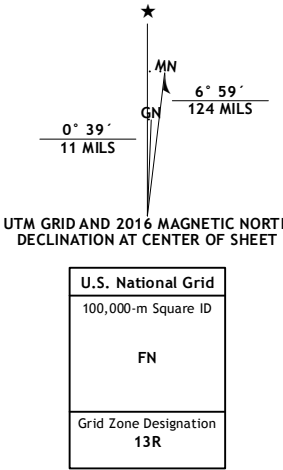 ★
MN
GN
6° 59´
124 MILS
0° 39´
11 MILS
UTM GRID AND 2016 MAGNETIC NORTH
DECLINATION AT CENTER OF SHEET
U.S. National Grid
100,000-m Square ID
FN
Grid Zone Designation
13R